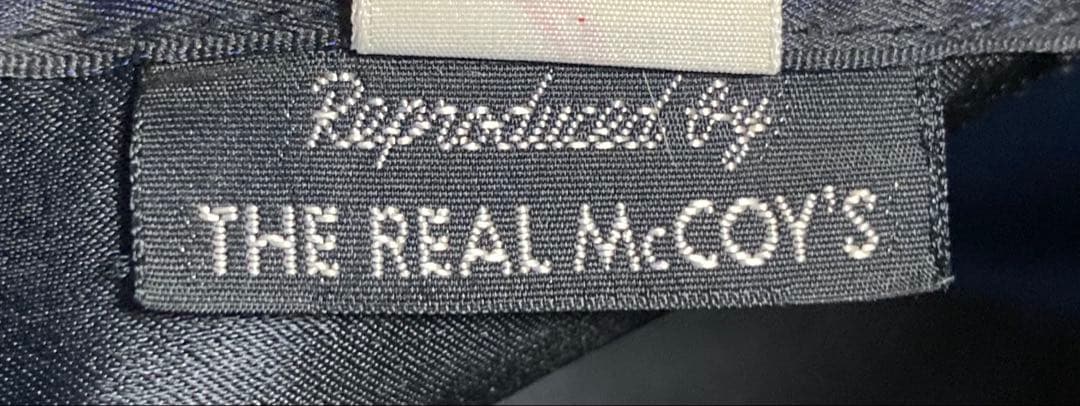 Reproduced by
THE REAL McCOY'S